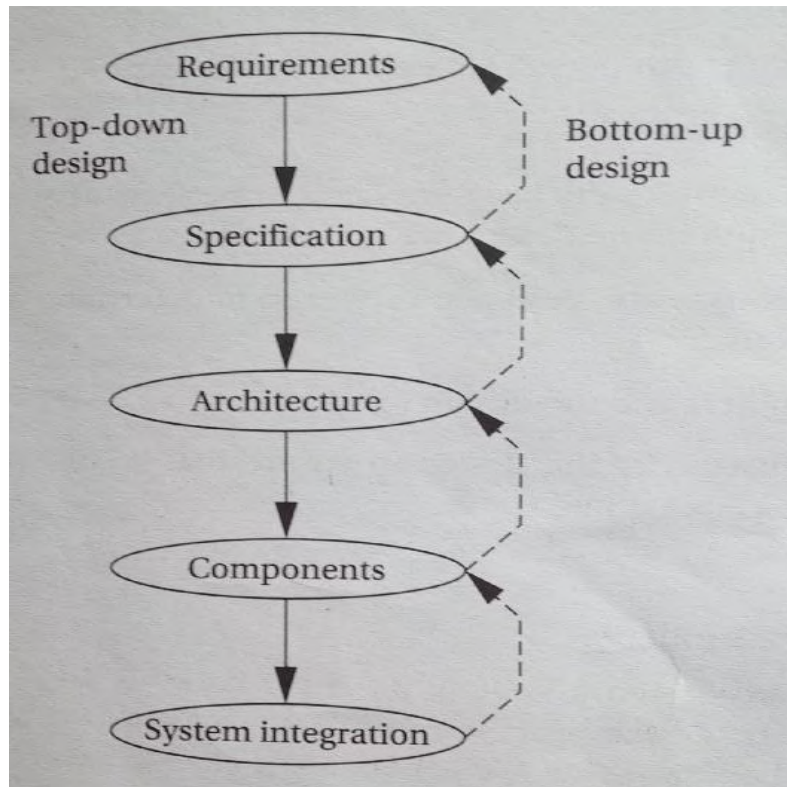 Requirements
Top-down
design
Bottom-up
design
Specification
Architecture
Components
System integration